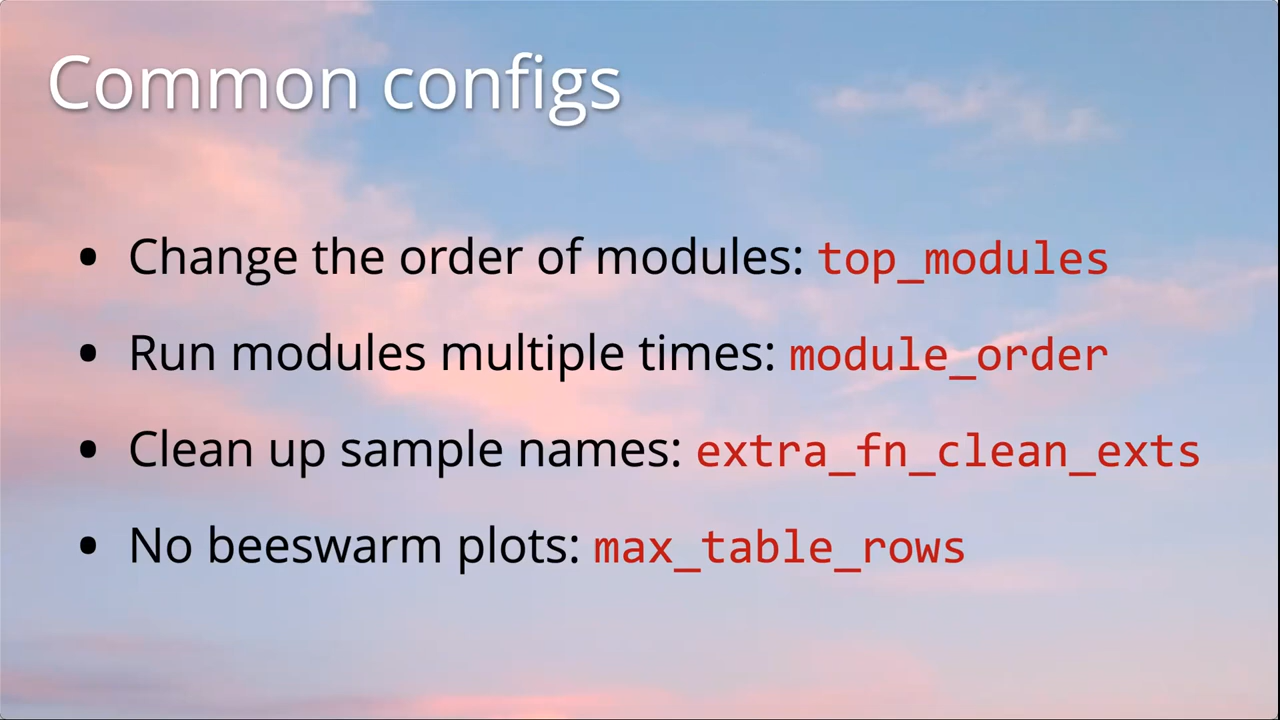 Common configs
• Change the order of modules: top_modules
• Run modules multiple times: module_order
• Clean up sample names: extra_fn_clean_exts
• No beeswarm plots: max_table_rows